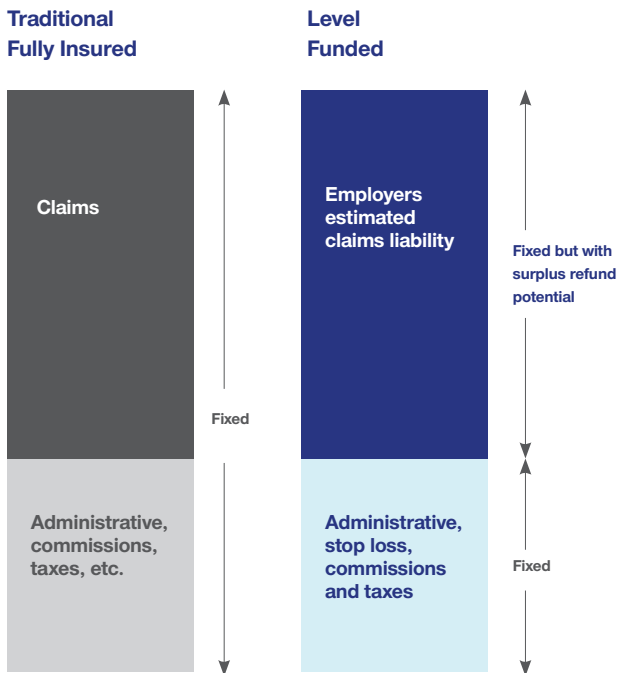 Traditional
Fully Insured
Level
Funded
Claims
Fixed
Administrative,
commissions,
taxes, etc.
Employers
estimated
claims liability
Fixed but with
surplus refund
potential
Administrative,
stop loss,
commissions
and taxes
Fixed